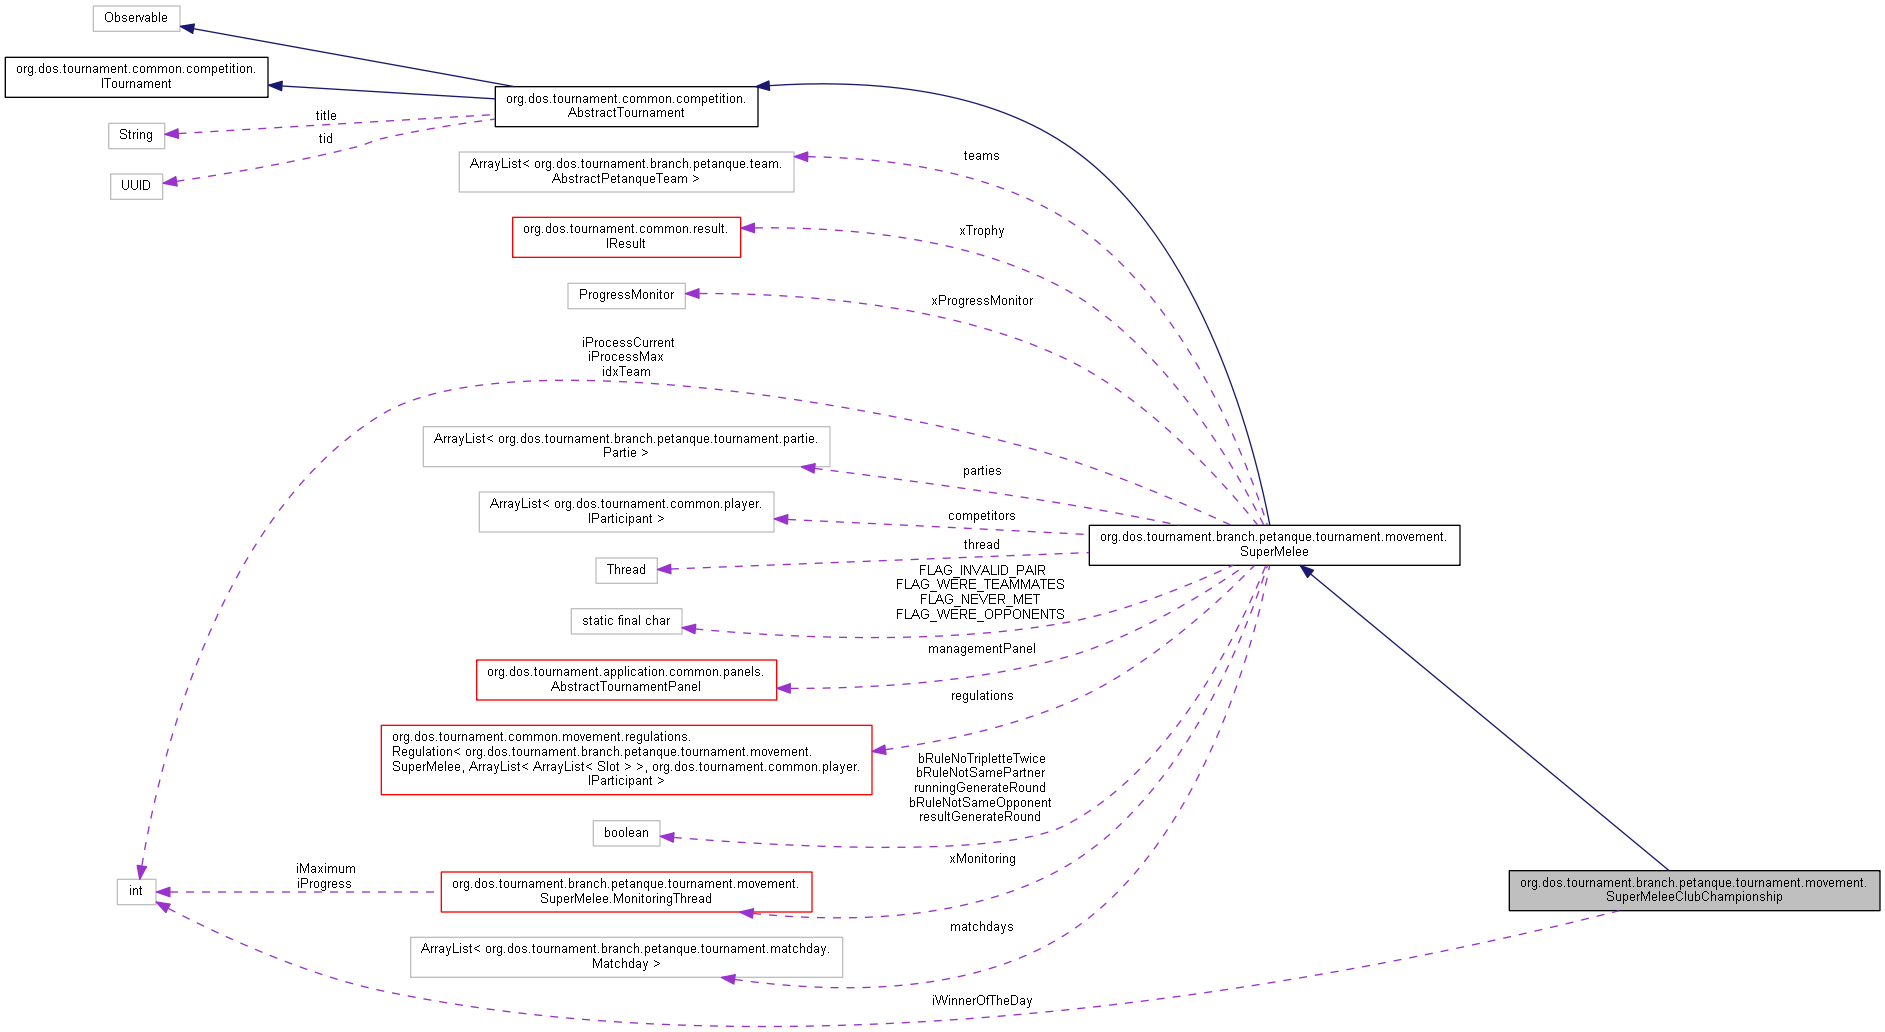 Observable
org.dos.tournament.common.competition.
ITournament
org.dos.tournament.common.competition.
AbstractTournament
title
String
tid
UUID
teams
ArrayList< org.dos.tournament.branch.petanque.team.
AbstractPetanqueTeam >
xTrophy
org.dos.tournament.common.result.
IResult
xProgressMonitor
ProgressMonitor
iProcessCurrent
iProcessMax
idxTeam
ArrayList< org.dos.tournament.branch.petanque.tournament.partie.
Partie >
parties
ArrayList< org.dos.tournament.common.player.
IParticipant >
competitors
org.dos.tournament.branch.petanque.tournament.movement.
SuperMelee
thread
Thread
FLAG_INVALID_PAIR
FLAG_WERE_TEAMMATES
FLAG_NEVER_MET
FLAG_WERE_OPPONENTS
static final char
managementPanel
org.dos.tournament.application.common.panels.
AbstractTournamentPanel
regulations
org.dos.tournament.common.movement.regulations.
Regulation< org.dos.tournament.branch.petanque.tournament.movement.
SuperMelee, ArrayList< ArrayList< Slot > >, org.dos.tournament.common.player.
IParticipant >
bRuleNoTripletteTwice
bRuleNotSamePartner
runningGenerateRound
bRuleNotSameOpponent
resultGenerateRound
boolean
xMonitoring
iMaximum
iProgress
int
org.dos.tournament.branch.petanque.tournament.movement.
SuperMelee.MonitoringThread
org.dos.tournament.branch.petanque.tournament.movement.
SuperMeleeClubChampionship
matchdays
ArrayList< org.dos.tournament.branch.petanque.tournament.matchday.
Matchday >
iWinnerOfTheDay